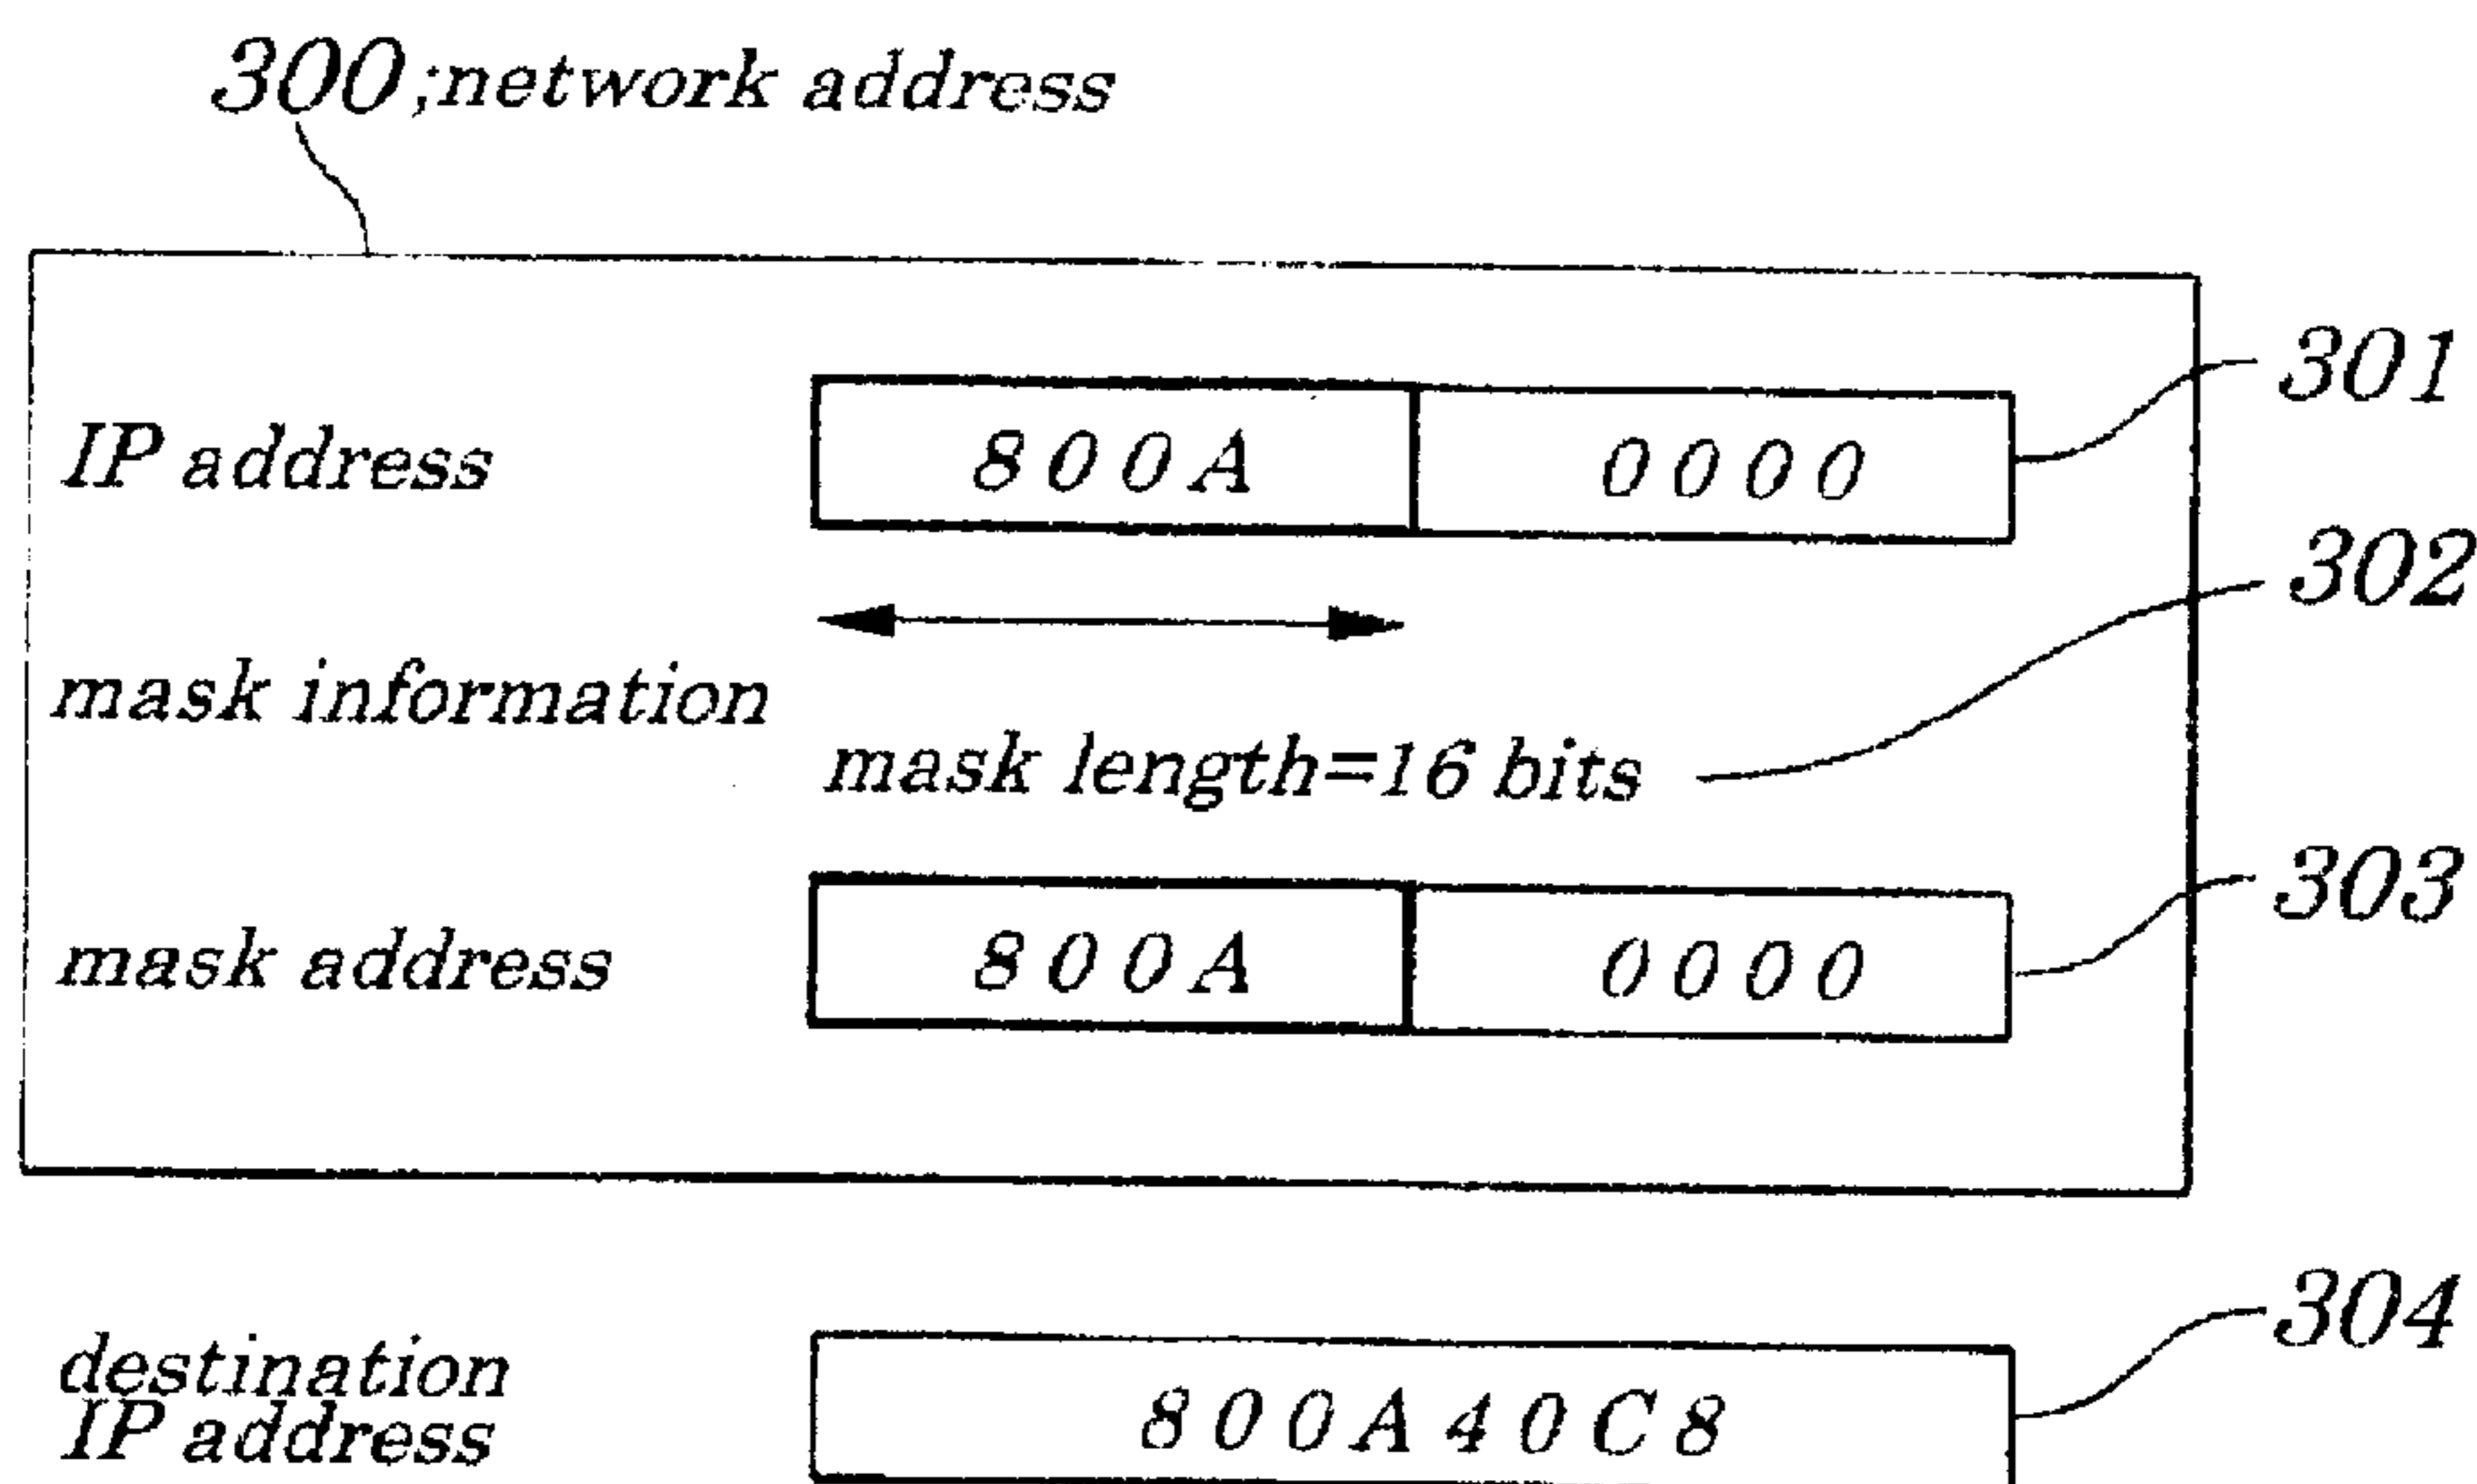 300;network address
301
IP address 800A 0000
302
mask information
mask length=16 bits
303
mask address 800A 0000
304
destination
IP address 800A40C8